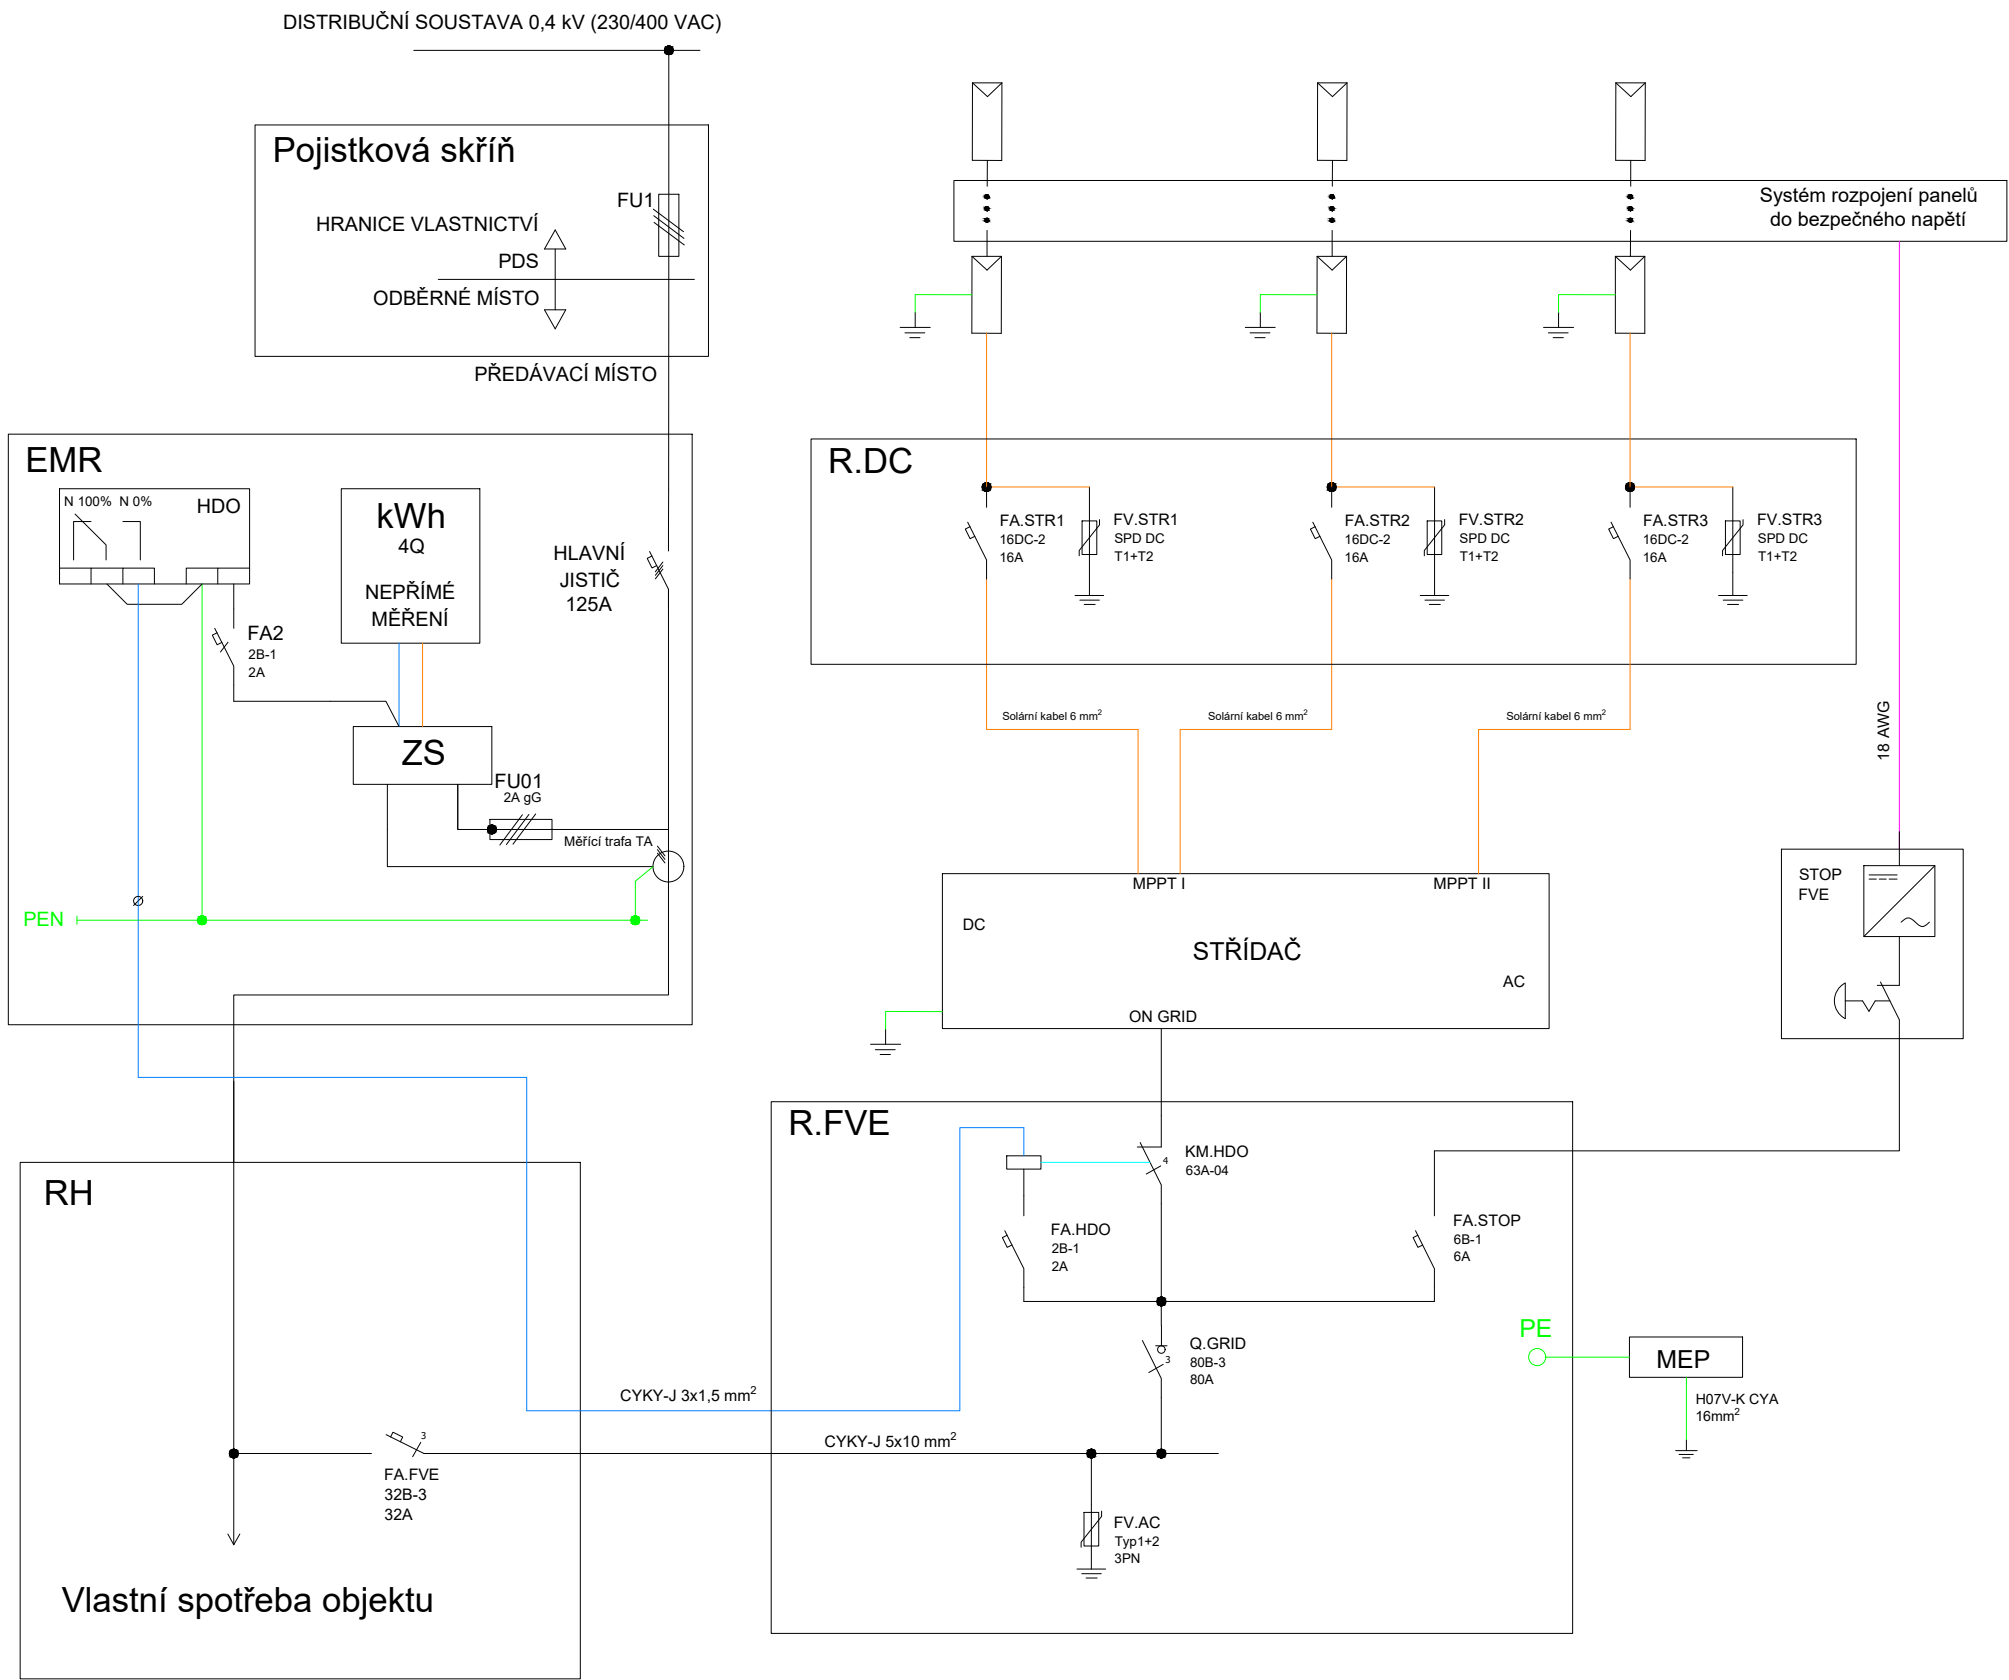 DISTRIBUČNÍ SOUSTAVA 0,4 kV (230/400 VAC)
Pojistková skříň
FU1
HRANICE VLASTNICTVÍ
PDS
ODBĚRNÉ MÍSTO
PŘEDÁVACÍ MÍSTO
Systém rozpojení panelů
do bezpečného napětí
EMR
N 100% N 0%
HDO
kWh
4Q
NEPŘÍMÉ
MĚŘENÍ
HLAVNÍ
JISTIČ
125A
FA2
2B-1
2A
ZS
FU01
2A gG
Měřící trafa TA
PEN
R.DC
FA.STR1
16DC-2
16A
FV.STR1
SPD DC
T1+T2
FA.STR2
16DC-2
16A
FV.STR2
SPD DC
T1+T2
FA.STR3
16DC-2
16A
FV.STR3
SPD DC
T1+T2
Solární kabel 6 mm²
Solární kabel 6 mm²
Solární kabel 6 mm²
18 AWG
MPPT I
MPPT II
DC
STŘÍDAČ
AC
ON GRID
STOP
FVE
R.FVE
KM.HDO
63A-04
4
FA.HDO
2B-1
2A
FA.STOP
6B-1
6A
Q.GRID
80B-3
80A
3
PE
MEP
H07V-K CYA
16mm²
RH
CYKY-J 3x1,5 mm²
CYKY-J 5x10 mm²
3
FA.FVE
32B-3
32A
FV.AC
Typ1+2
3PN
Vlastní spotřeba objektu